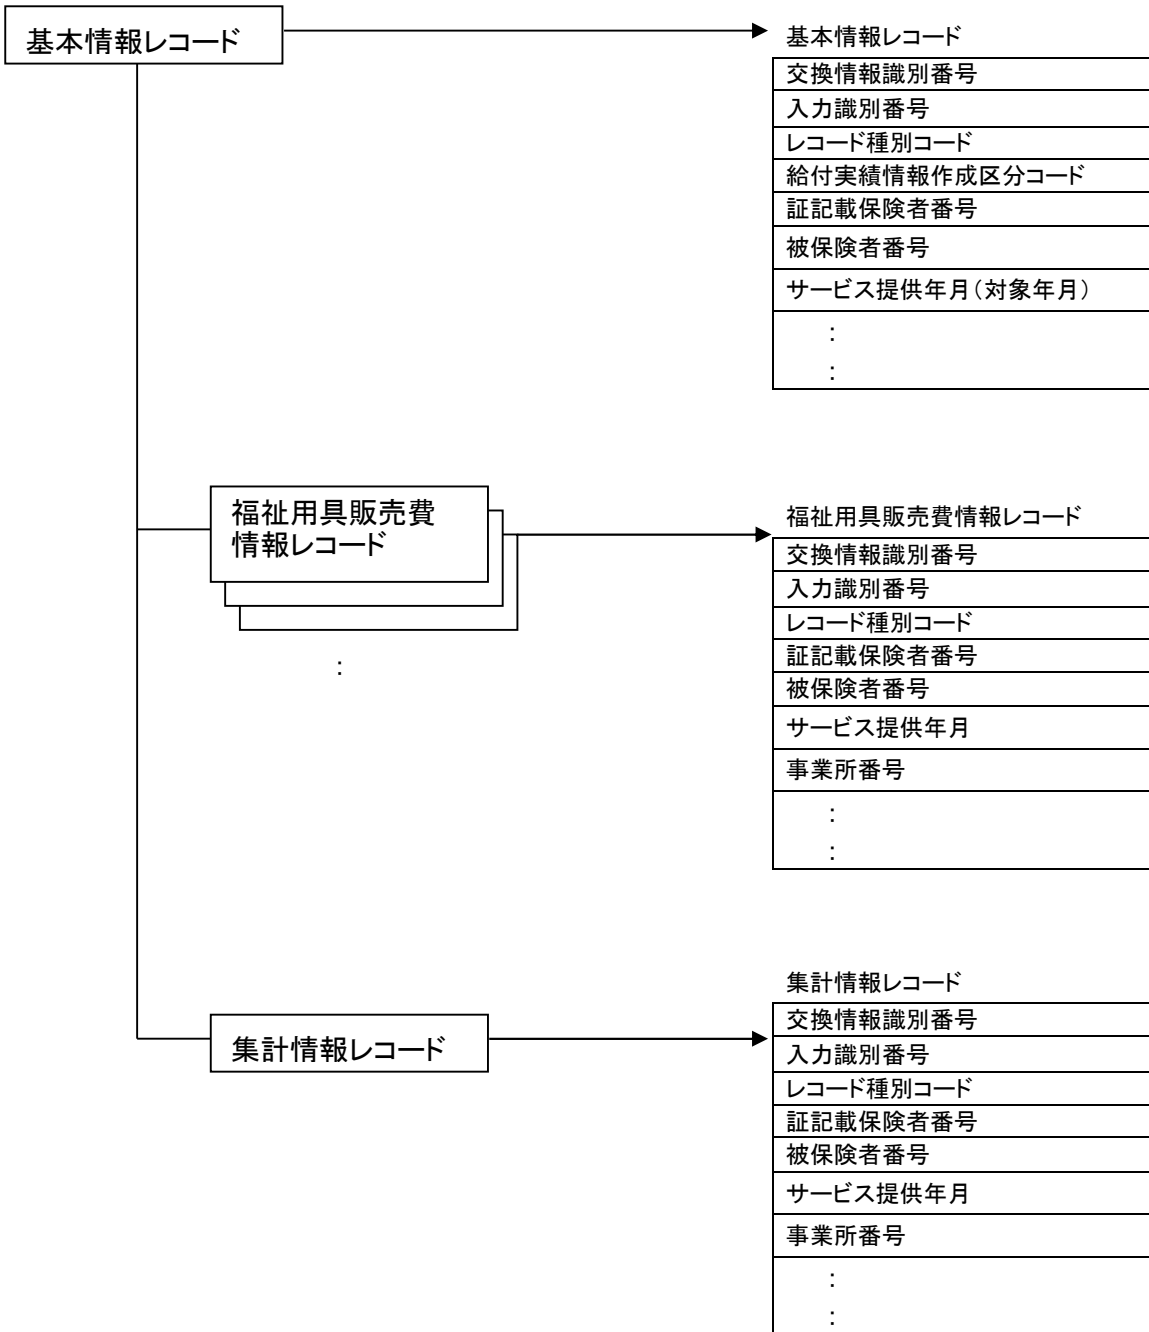 基本情報レコード
基本情報レコード
交換情報識別番号
入力識別番号
レコード種別コード
給付実績情報作成区分コード
証記載保険者番号
被保険者番号
サービス提供年月(対象年月)
:
:
福祉用具販売費
情報レコード
:
福祉用具販売費情報レコード
交換情報識別番号
入力識別番号
レコード種別コード
証記載保険者番号
被保険者番号
サービス提供年月
事業所番号
:
:
集計情報レコード
集計情報レコード
交換情報識別番号
入力識別番号
レコード種別コード
証記載保険者番号
被保険者番号
サービス提供年月
事業所番号
:
: